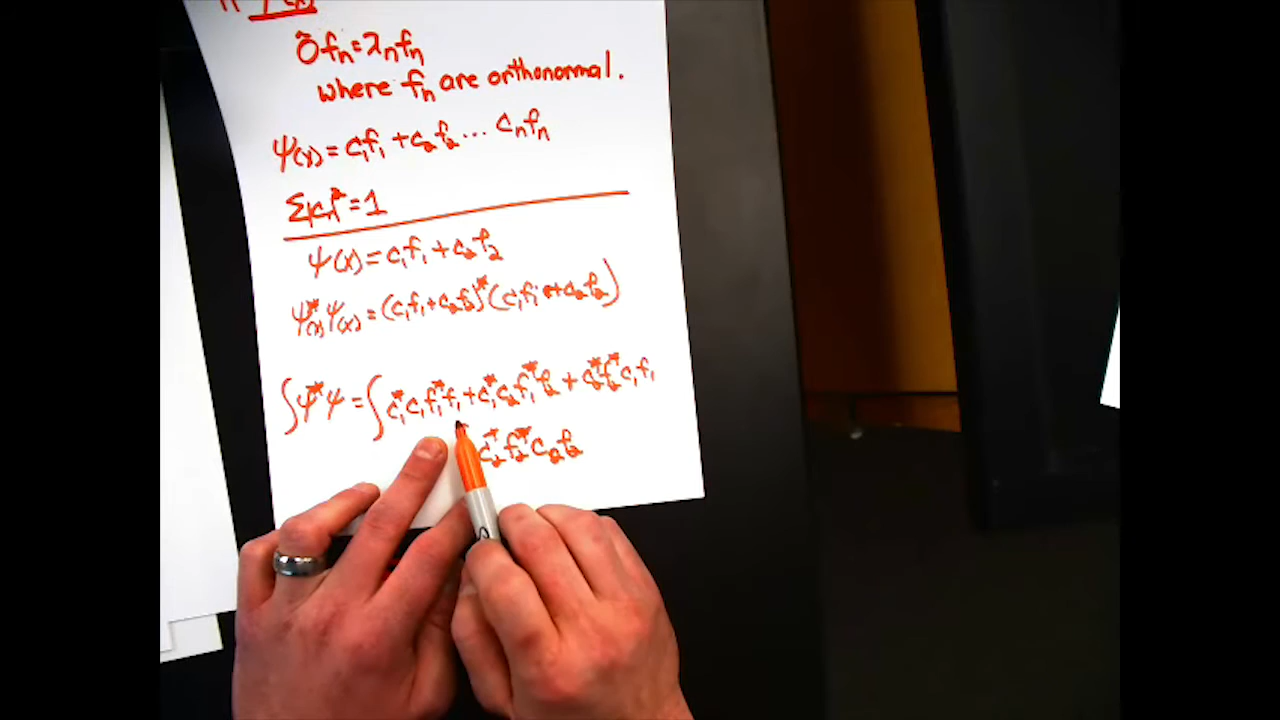 Ôfₙ=λₙfₙ
where fₙ are orthonormal.
ψ(x)=c₁f₁+c₂f₂...cₙfₙ
Σ|c|²=1
ψ(x)=c₁f₁+c₂f₂
ψ*(x)ψ(x)=(c₁f₁+c₂f₂)*(c₁f₁+c₂f₂)
∫ψ*ψ=∫c₁*c₁f₁*f₁+c₁*c₂f₁*f₂+c₂*f₂*c₁f₁
c₂*f₂*c₂f₂